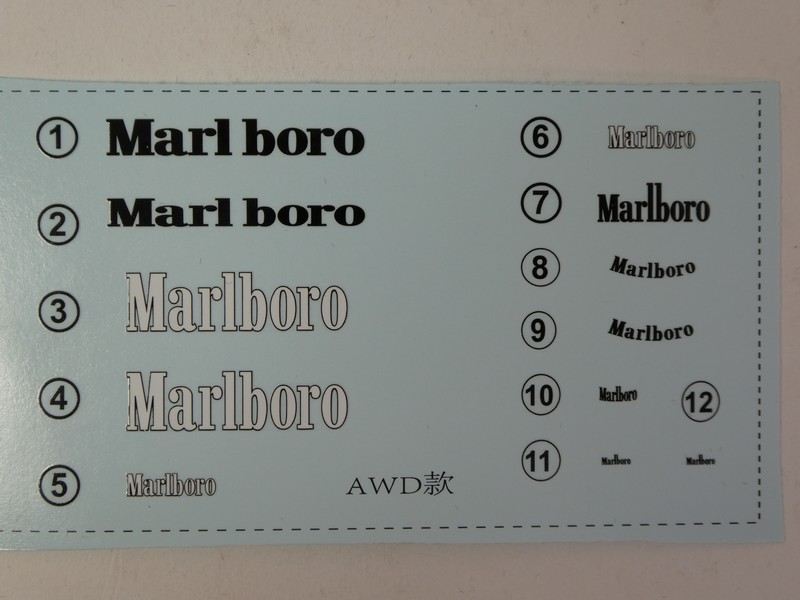 ① Marl boro
② Marl boro
③ Marlboro
④ Marlboro
⑤ Marlboro
AWD款
⑥ Marlboro
⑦ Marlboro
⑧ Marlboro
⑨ Marlboro
⑩ Marlboro
⑪ Marlboro
⑫ Marlboro